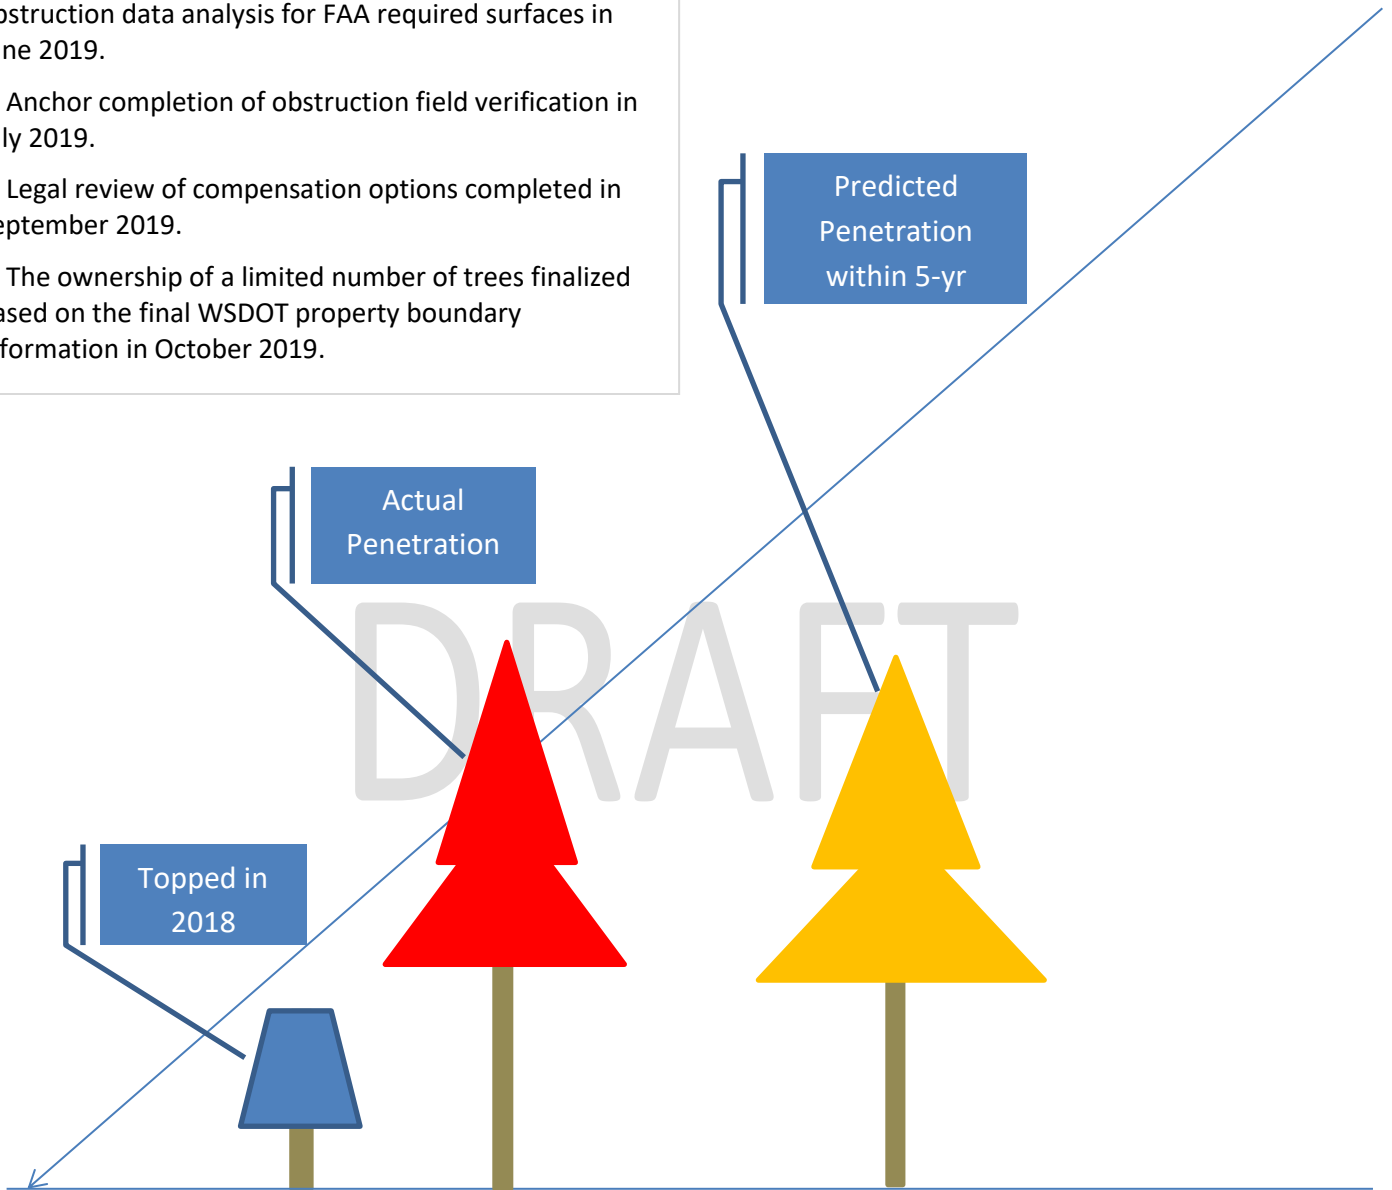 bstruction data analysis for FAA required surfaces in
ne 2019.
Anchor completion of obstruction field verification in
ly 2019.
Legal review of compensation options completed in
eptember 2019.
The ownership of a limited number of trees finalized
ased on the final WSDOT property boundary
formation in October 2019.
Predicted
Penetration
within 5-yr
Actual
Penetration
DRAFT
Topped in
2018